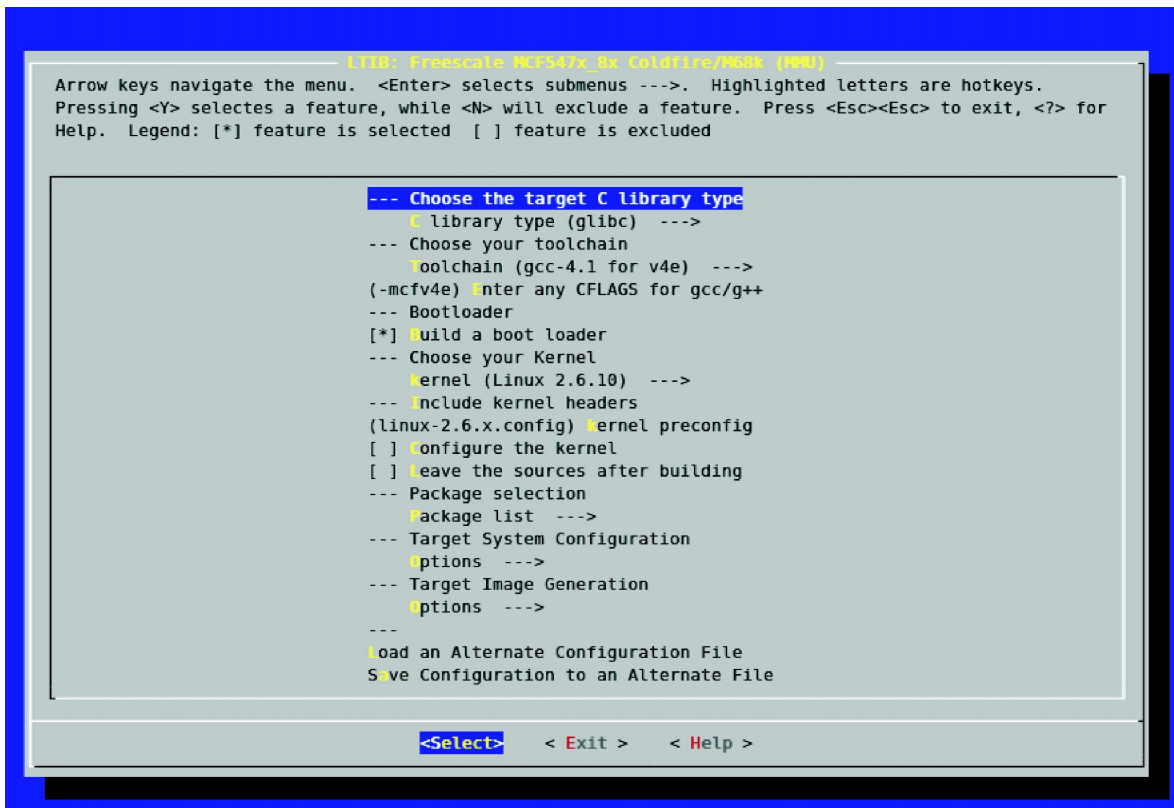 LTIB: Freescale MCF547x_8x Coldfire/M68k (MMU)
Arrow keys navigate the menu.  <Enter> selects submenus --->.  Highlighted letters are hotkeys.
Pressing <Y> selectes a feature, while <N> will exclude a feature.  Press <Esc><Esc> to exit, <?> for
Help.  Legend: [*] feature is selected  [ ] feature is excluded
--- Choose the target C library type
C library type (glibc)  --->
--- Choose your toolchain
Toolchain (gcc-4.1 for v4e)  --->
(-mcfv4e) Enter any CFLAGS for gcc/g++
--- Bootloader
[*] Build a boot loader
--- Choose your Kernel
kernel (Linux 2.6.10)  --->
--- Include kernel headers
(linux-2.6.x.config) kernel preconfig
[ ] Configure the kernel
[ ] Leave the sources after building
--- Package selection
Package list  --->
--- Target System Configuration
Options  --->
--- Target Image Generation
Options  --->
---
Load an Alternate Configuration File
Save Configuration to an Alternate File
<Select>    < Exit >    < Help >